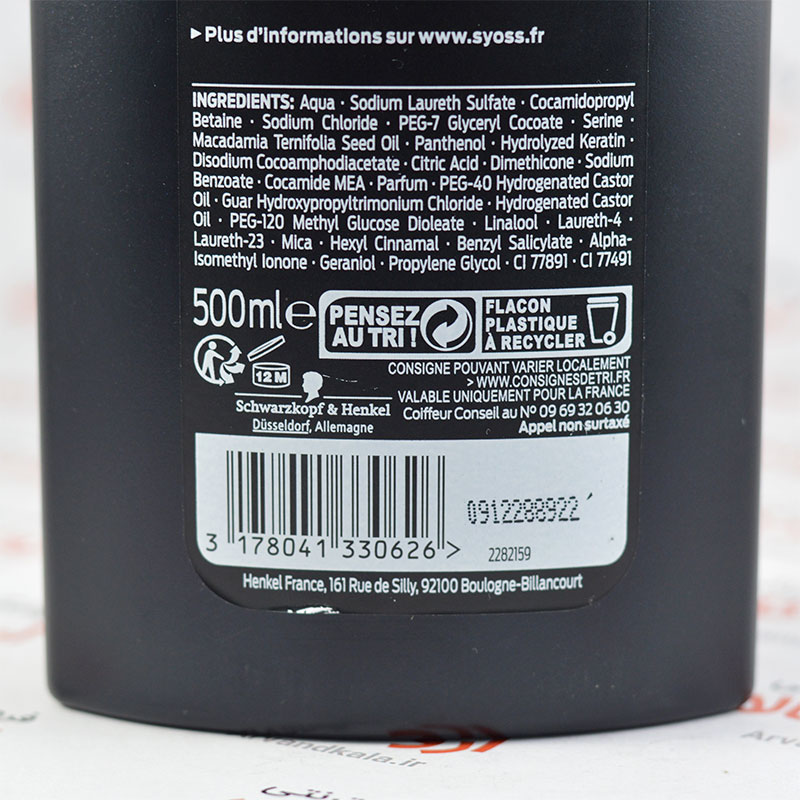 ▸Plus d'informations sur www.syoss.fr
INGREDIENTS: Aqua · Sodium Laureth Sulfate · Cocamidopropyl
Betaine · Sodium Chloride · PEG-7 Glyceryl Cocoate · Serine ·
Macadamia Ternifolia Seed Oil · Panthenol · Hydrolyzed Keratin ·
Disodium Cocoamphodiacetate · Citric Acid · Dimethicone · Sodium
Benzoate · Cocamide MEA · Parfum · PEG-40 Hydrogenated Castor
Oil · Guar Hydroxypropyltrimonium Chloride · Hydrogenated Castor
Oil · PEG-120 Methyl Glucose Dioleate · Linalool · Laureth-4 ·
Laureth-23 · Mica · Hexyl Cinnamal · Benzyl Salicylate · Alpha-
Isomethyl Ionone · Geraniol · Propylene Glycol · CI 77891 · CI 77491
500ml℮
PENSEZ
AU TRI !
FLACON
PLASTIQUE
À RECYCLER
12 M
CONSIGNE POUVANT VARIER LOCALEMENT
> WWW.CONSIGNESDETRI.FR
VALABLE UNIQUEMENT POUR LA FRANCE
Schwarzkopf & Henkel
Düsseldorf, Allemagne
Coiffeur Conseil au N° 09 69 32 06 30
Appel non surtaxé
0912288922
3 178041 330626 >
2282159
Henkel France, 161 Rue de Silly, 92100 Boulogne-Billancourt
Arvandkala.ir